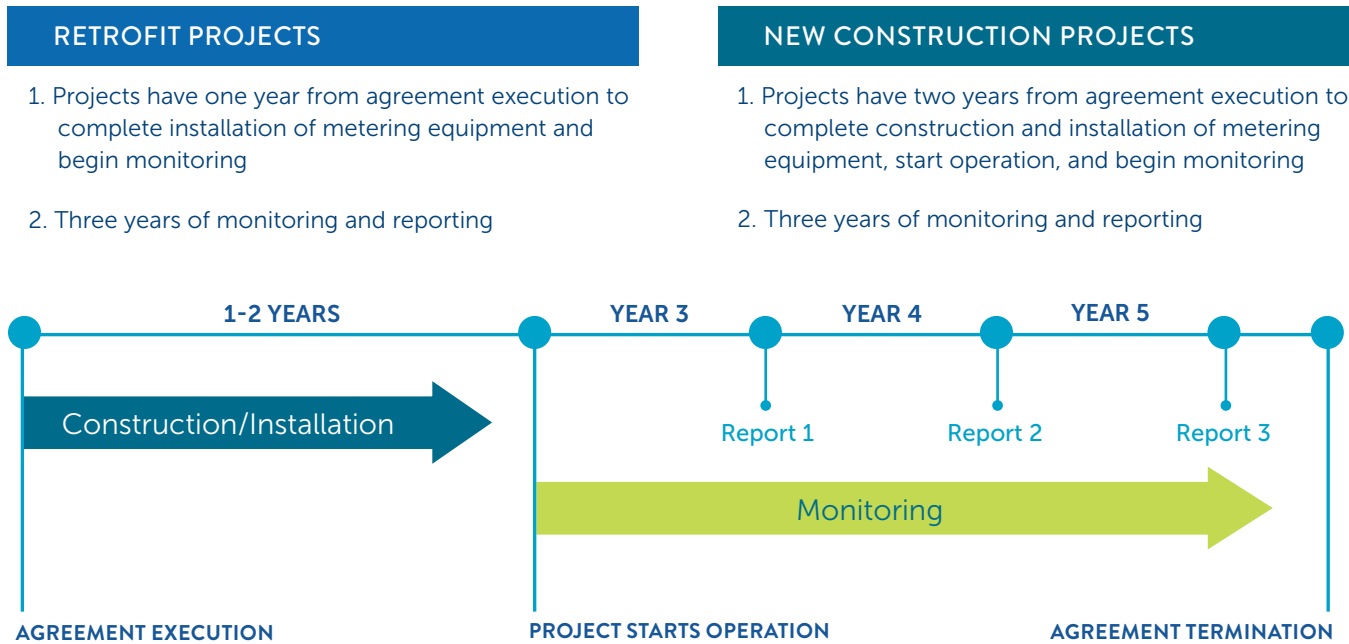 RETROFIT PROJECTS
1. Projects have one year from agreement execution to
complete installation of metering equipment and
begin monitoring
2. Three years of monitoring and reporting
NEW CONSTRUCTION PROJECTS
1. Projects have two years from agreement execution to
complete construction and installation of metering
equipment, start operation, and begin monitoring
2. Three years of monitoring and reporting
1-2 YEARS
YEAR 3
YEAR 4
YEAR 5
Construction/Installation
Report 1
Report 2
Report 3
Monitoring
AGREEMENT EXECUTION
PROJECT STARTS OPERATION
AGREEMENT TERMINATION